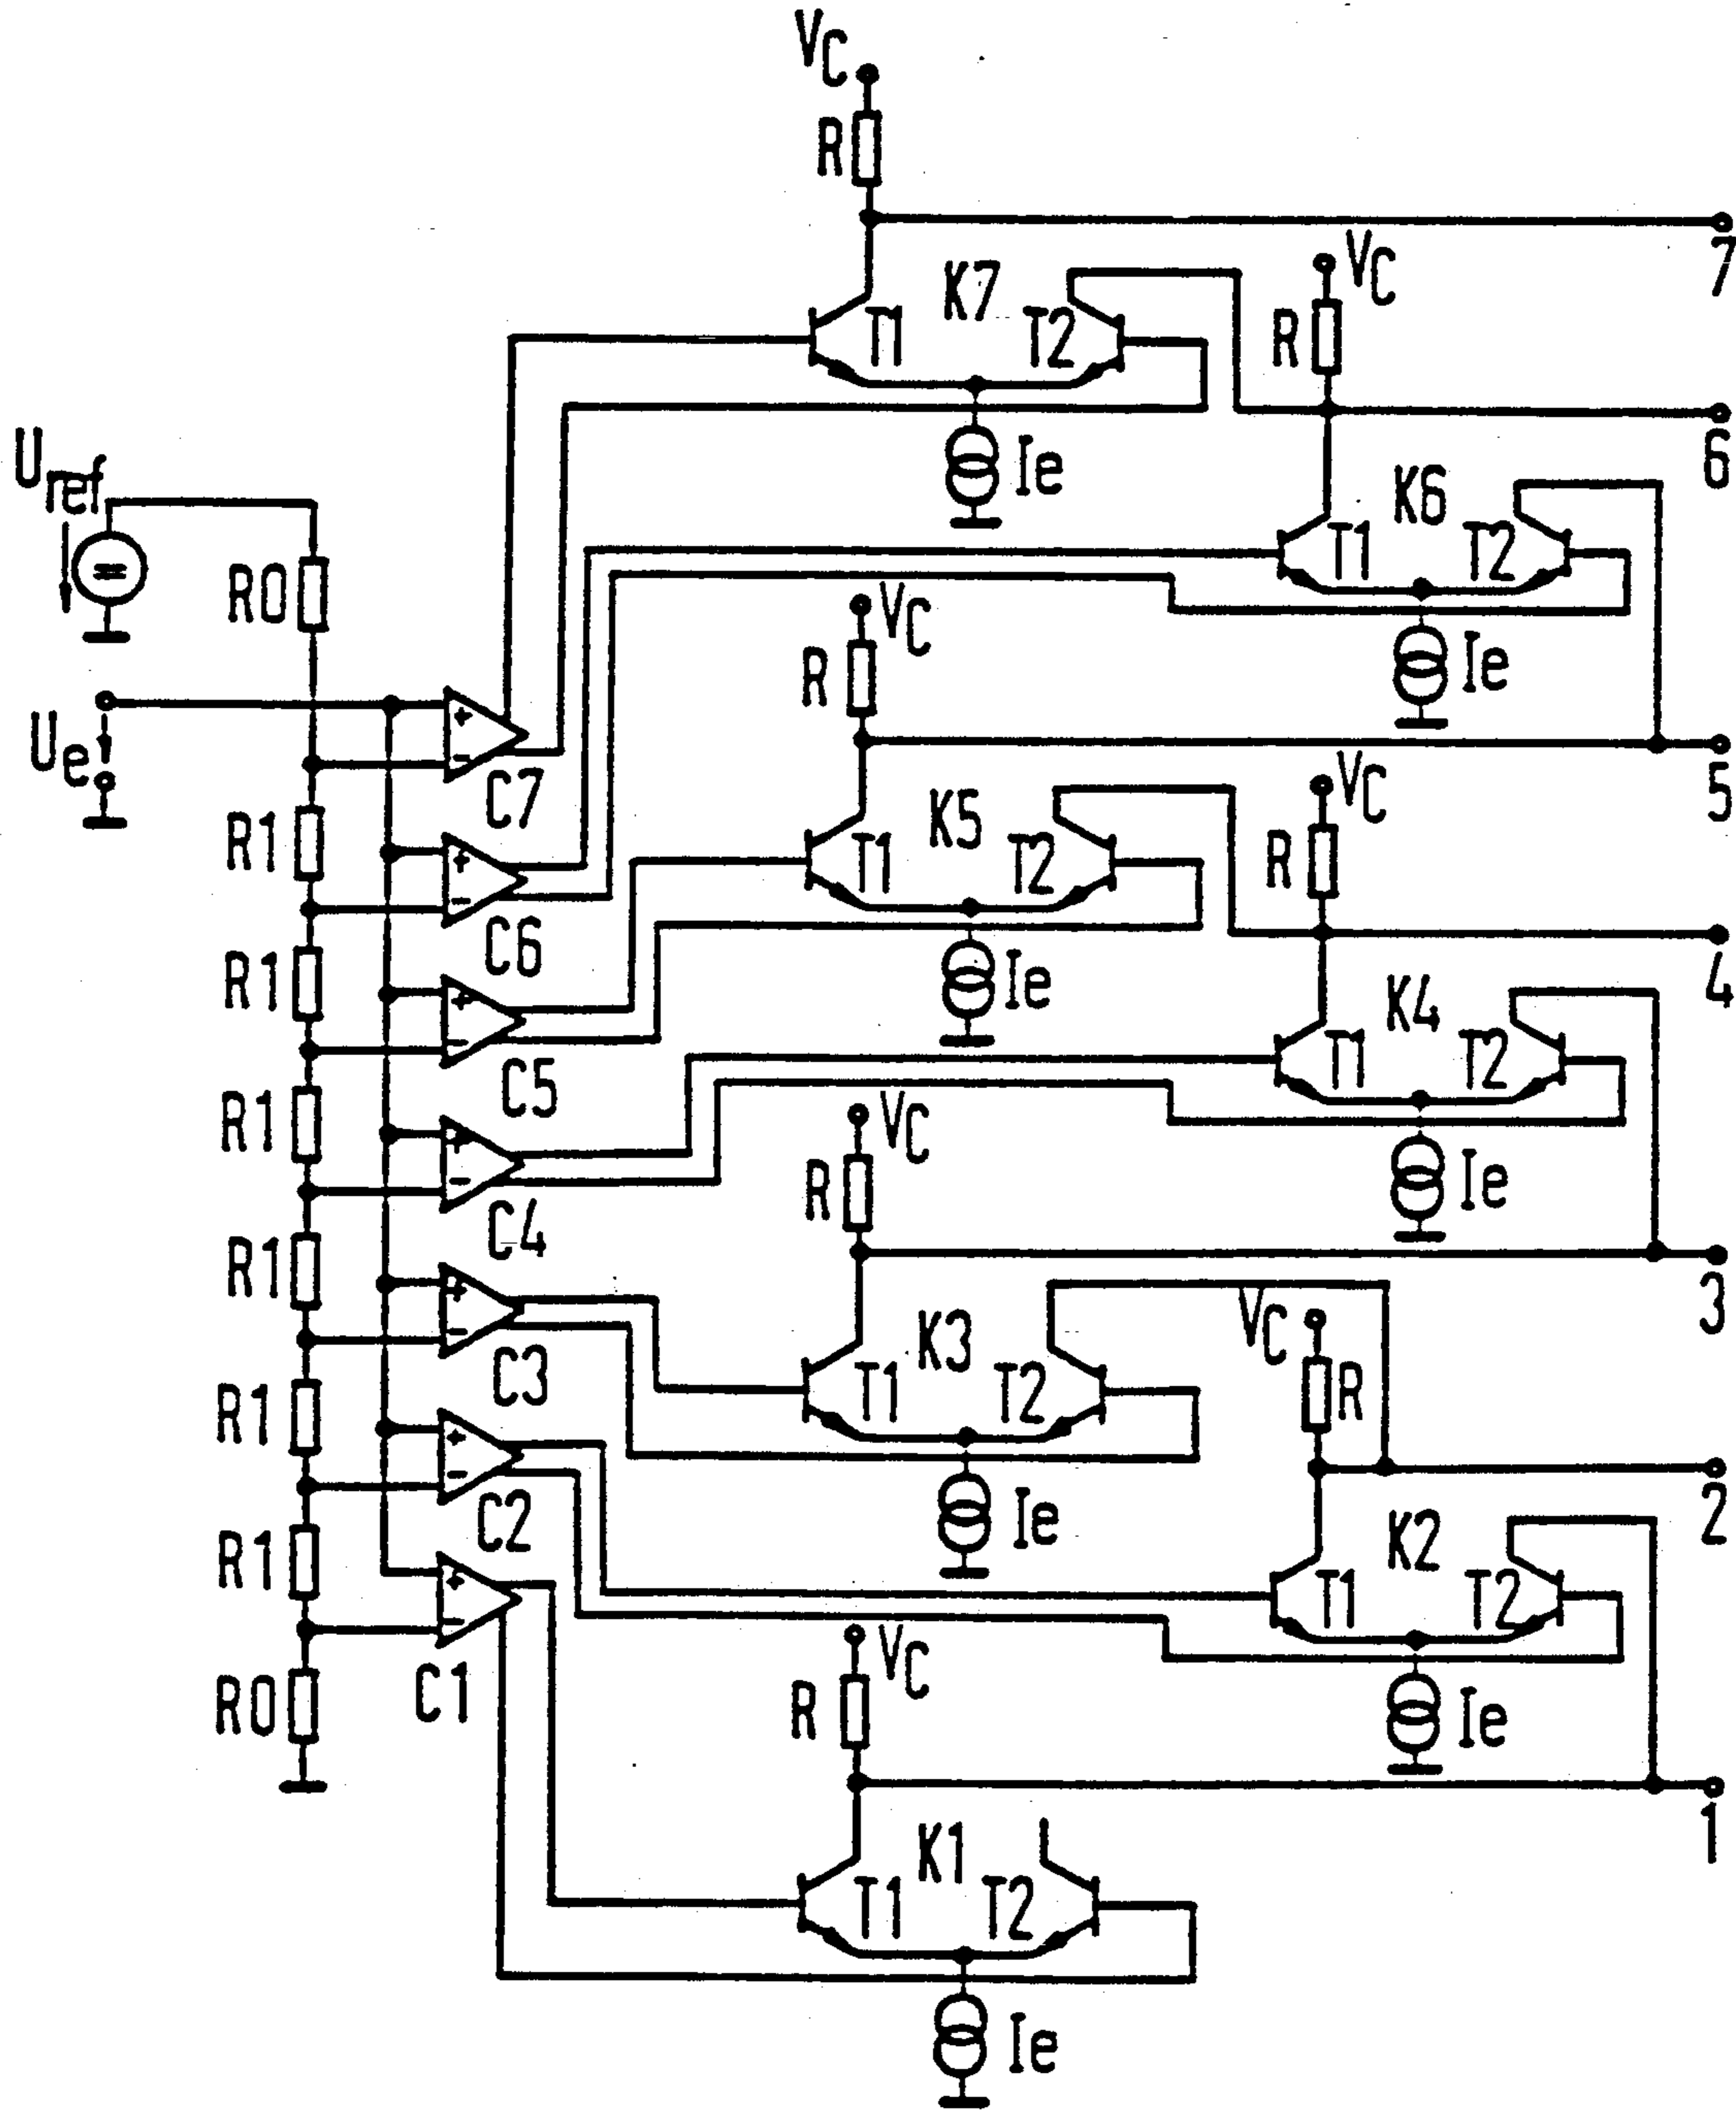 VC
R
7
K7
VC
T1
T2
R
6
Uref
Ie
K6
T1
T2
R0
VC
Ie
R
Ue
+
-
C7
5
K5
VC
R1
T1
T2
R
+
-
C6
4
R1
Ie
K4
+
-
C5
T1
T2
R1
VC
+
-
C4
R
Ie
R1
3
+
-
C3
K3
VC
T1
T2
R
R1
+
-
C2
Ie
2
K2
R1
+
-
T1
T2
C1
VC
R0
R
Ie
1
K1
T1
T2
Ie